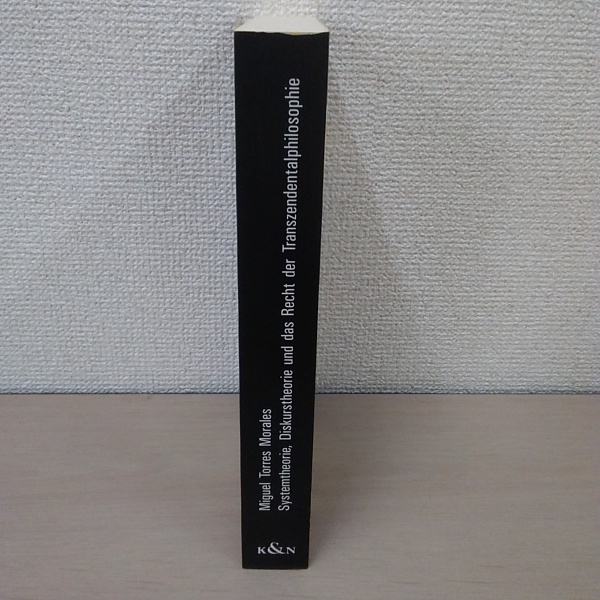 Miguel Torres Morales
Systemtheorie, Diskurstheorie und das Recht der Transzendentalphilosophie
K&N